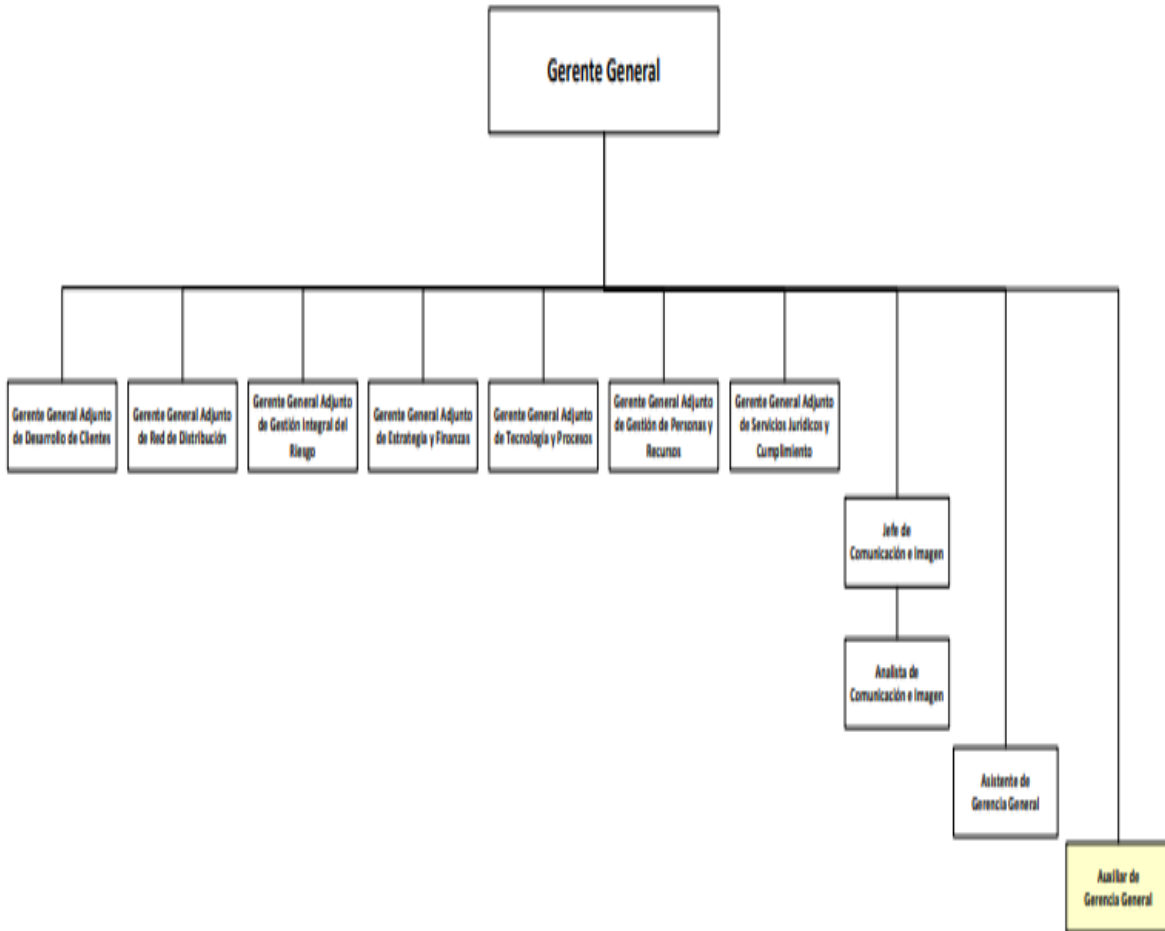 Gerente General
Gerente General Adjunto
de Desarrollo de Clientes
Gerente General Adjunto
de Red de Distribución
Gerente General Adjunto
de Gestión Integral del
Riesgo
Gerente General Adjunto
de Estrategia y Finanzas
Gerente General Adjunto
de Tecnología y Procesos
Gerente General Adjunto
de Gestión de Personas y
Recursos
Gerente General Adjunto
de Servicios Jurídicos y
Cumplimiento
Jefe de
Comunicación e Imagen
Analista de
Comunicación e Imagen
Asistente de
Gerencia General
Auxiliar de
Gerencia General